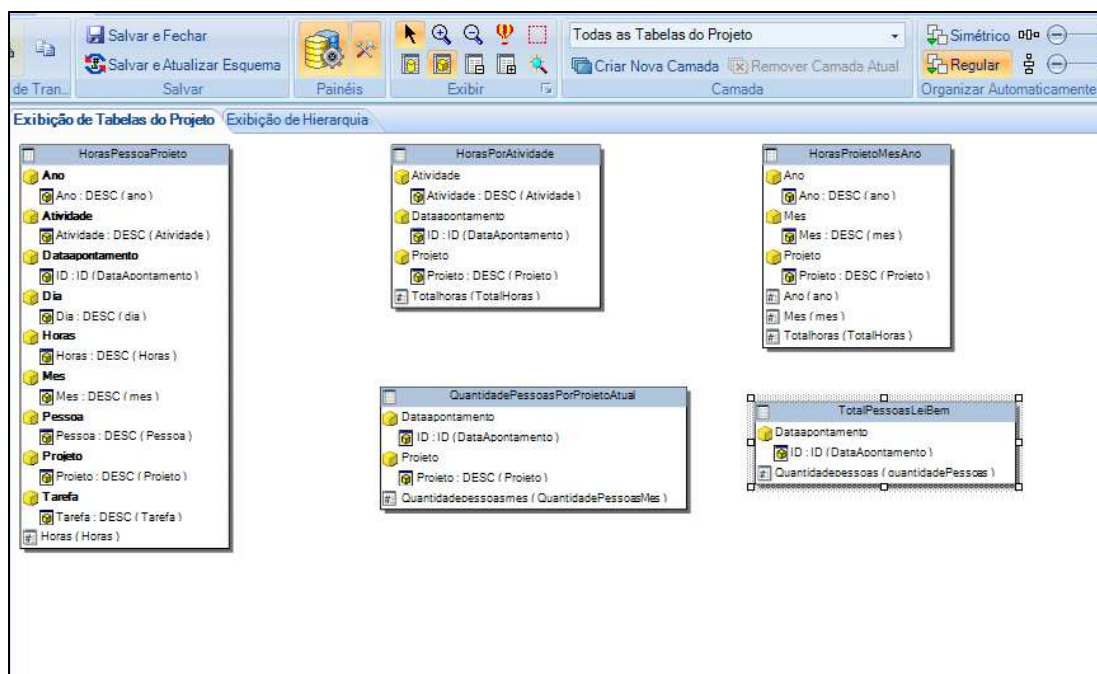 Salvar e Fechar
Salvar e Atualizar Esquema
de Tran...
Salvar
Painéis
Exibir
Todas as Tabelas do Projeto
Criar Nova Camada
Remover Camada Atual
Camada
Simétrico
Regular
Organizar Automaticamente
Exibição de Tabelas do Projeto
Exibição de Hierarquia
HorasPessoaProjeto
Ano
Ano : DESC (ano)
Atividade
Atividade : DESC (Atividade)
Dataapontamento
ID : ID (DataApontamento)
Dia
Dia : DESC (dia)
Horas
Horas : DESC (Horas)
Mes
Mes : DESC (mes)
Pessoa
Pessoa : DESC (Pessoa)
Projeto
Projeto : DESC (Projeto)
Tarefa
Tarefa : DESC (Tarefa)
Horas (Horas)
HorasPorAtividade
Atividade
Atividade : DESC (Atividade)
Dataapontamento
ID : ID (DataApontamento)
Projeto
Projeto : DESC (Projeto)
Totalhoras (TotalHoras)
HorasProjetoMesAno
Ano
Ano : DESC (ano)
Mes
Mes : DESC (mes)
Projeto
Projeto : DESC (Projeto)
Ano (ano)
Mes (mes)
Totalhoras (TotalHoras)
QuantidadePessoasPorProjetoAtual
Dataapontamento
ID : ID (DataApontamento)
Projeto
Projeto : DESC (Projeto)
Quantidadepessoasmes (QuantidadePessoasMes)
TotalPessoasLeiBem
Dataapontamento
ID : ID (DataApontamento)
Quantidadepessoas (quantidadePessoas)